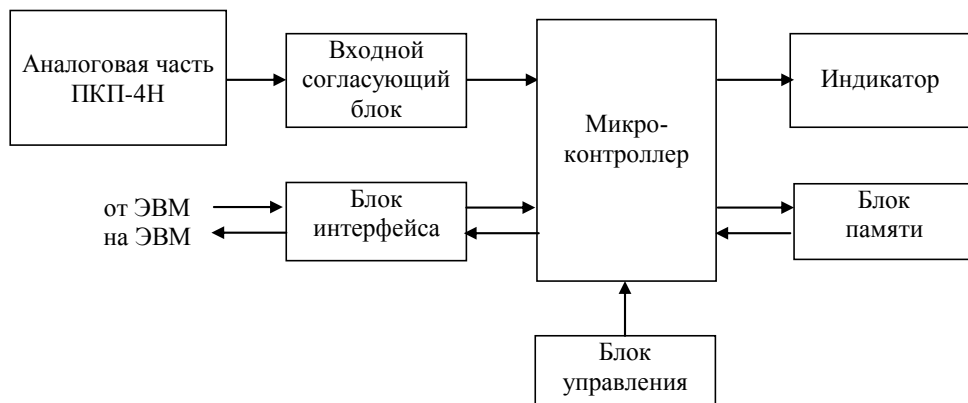 Аналоговая часть
ПКП-4Н
Входной
согласующий
блок
Микро-
контроллер
Индикатор
от ЭВМ
на ЭВМ
Блок
интерфейса
Блок
памяти
Блок
управления